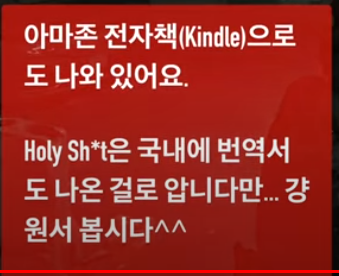 아마존 전자책(Kindle)으로
도 나와 있어요.
Holy Sh*t은 국내에 번역서
도 나온 걸로 압니다만... 걍
원서 봅시다^^